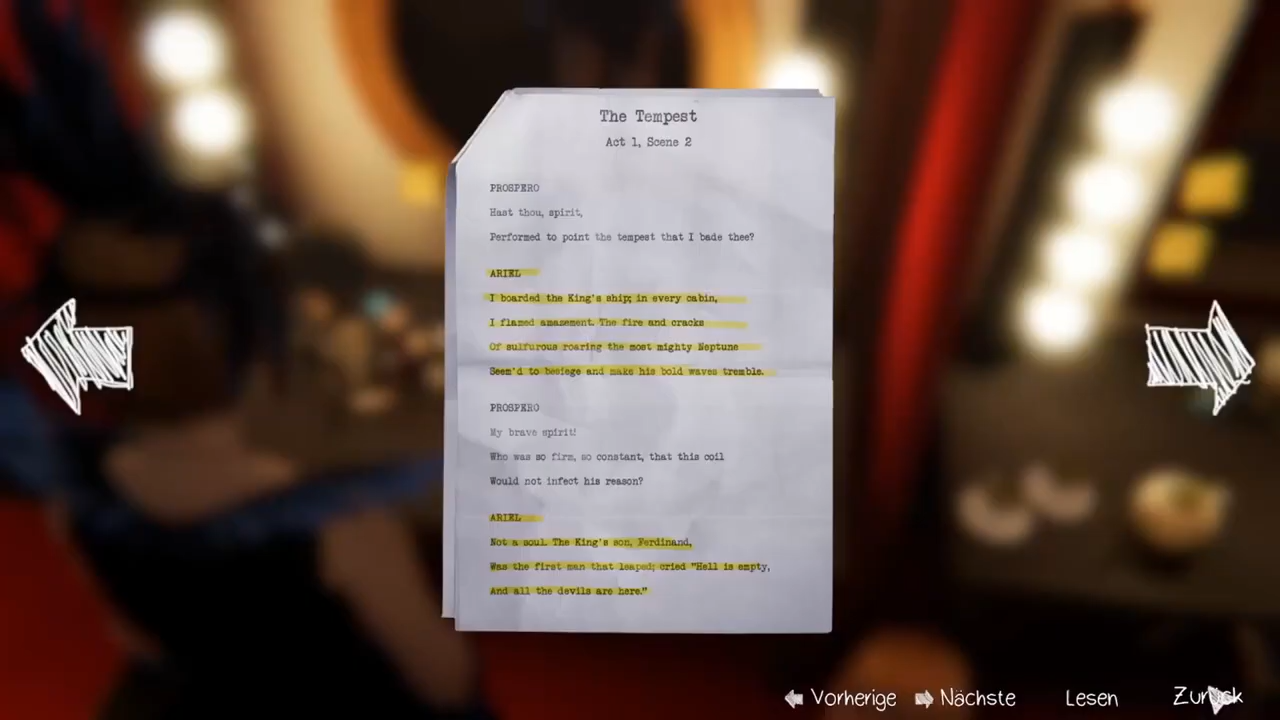 The Tempest
Act 1, Scene 2
PROSPERO
Hast thou, spirit,
Performed to point the tempest that I bade thee?
ARIEL
I boarded the King's ship; in every cabin,
I flamed amazement. The fire and cracks
Of sulfurous roaring the most mighty Neptune
Seem'd to besiege and make his bold waves tremble.
PROSPERO
My brave spirit!
Who was so firm, so constant, that this coil
Would not infect his reason?
ARIEL
Not a soul. The King's son, Ferdinand,
Was the first man that leaped; cried "Hell is empty,
And all the devils are here."
Vorherige Nächste Lesen Zurück